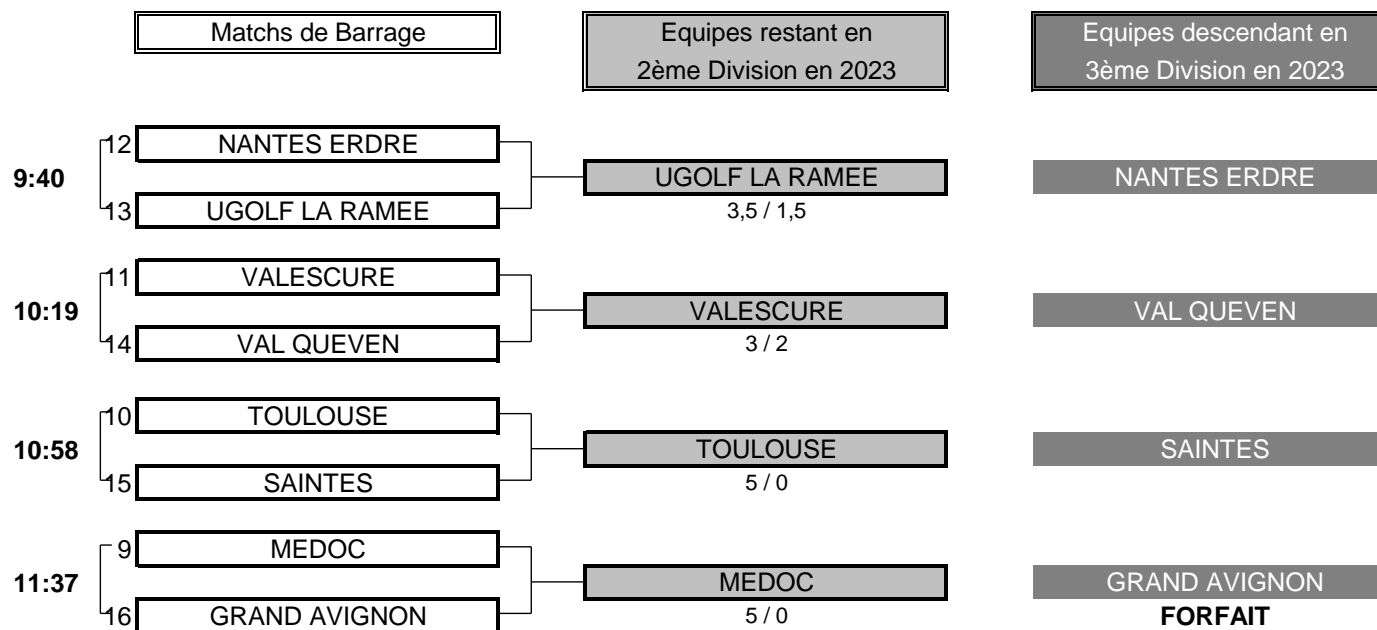 Matchs de Barrage
Equipes restant en
2ème Division en 2023
Equipes descendant en
3ème Division en 2023
12 NANTES ERDRE
9:40 UGOLF LA RAMEE NANTES ERDRE
13 UGOLF LA RAMEE 3,5 / 1,5
11 VALESCURE
10:19 VALESCURE VAL QUEVEN
14 VAL QUEVEN 3 / 2
10 TOULOUSE
10:58 TOULOUSE SAINTES
15 SAINTES 5 / 0
9 MEDOC
11:37 MEDOC GRAND AVIGNON
16 GRAND AVIGNON 5 / 0 FORFAIT